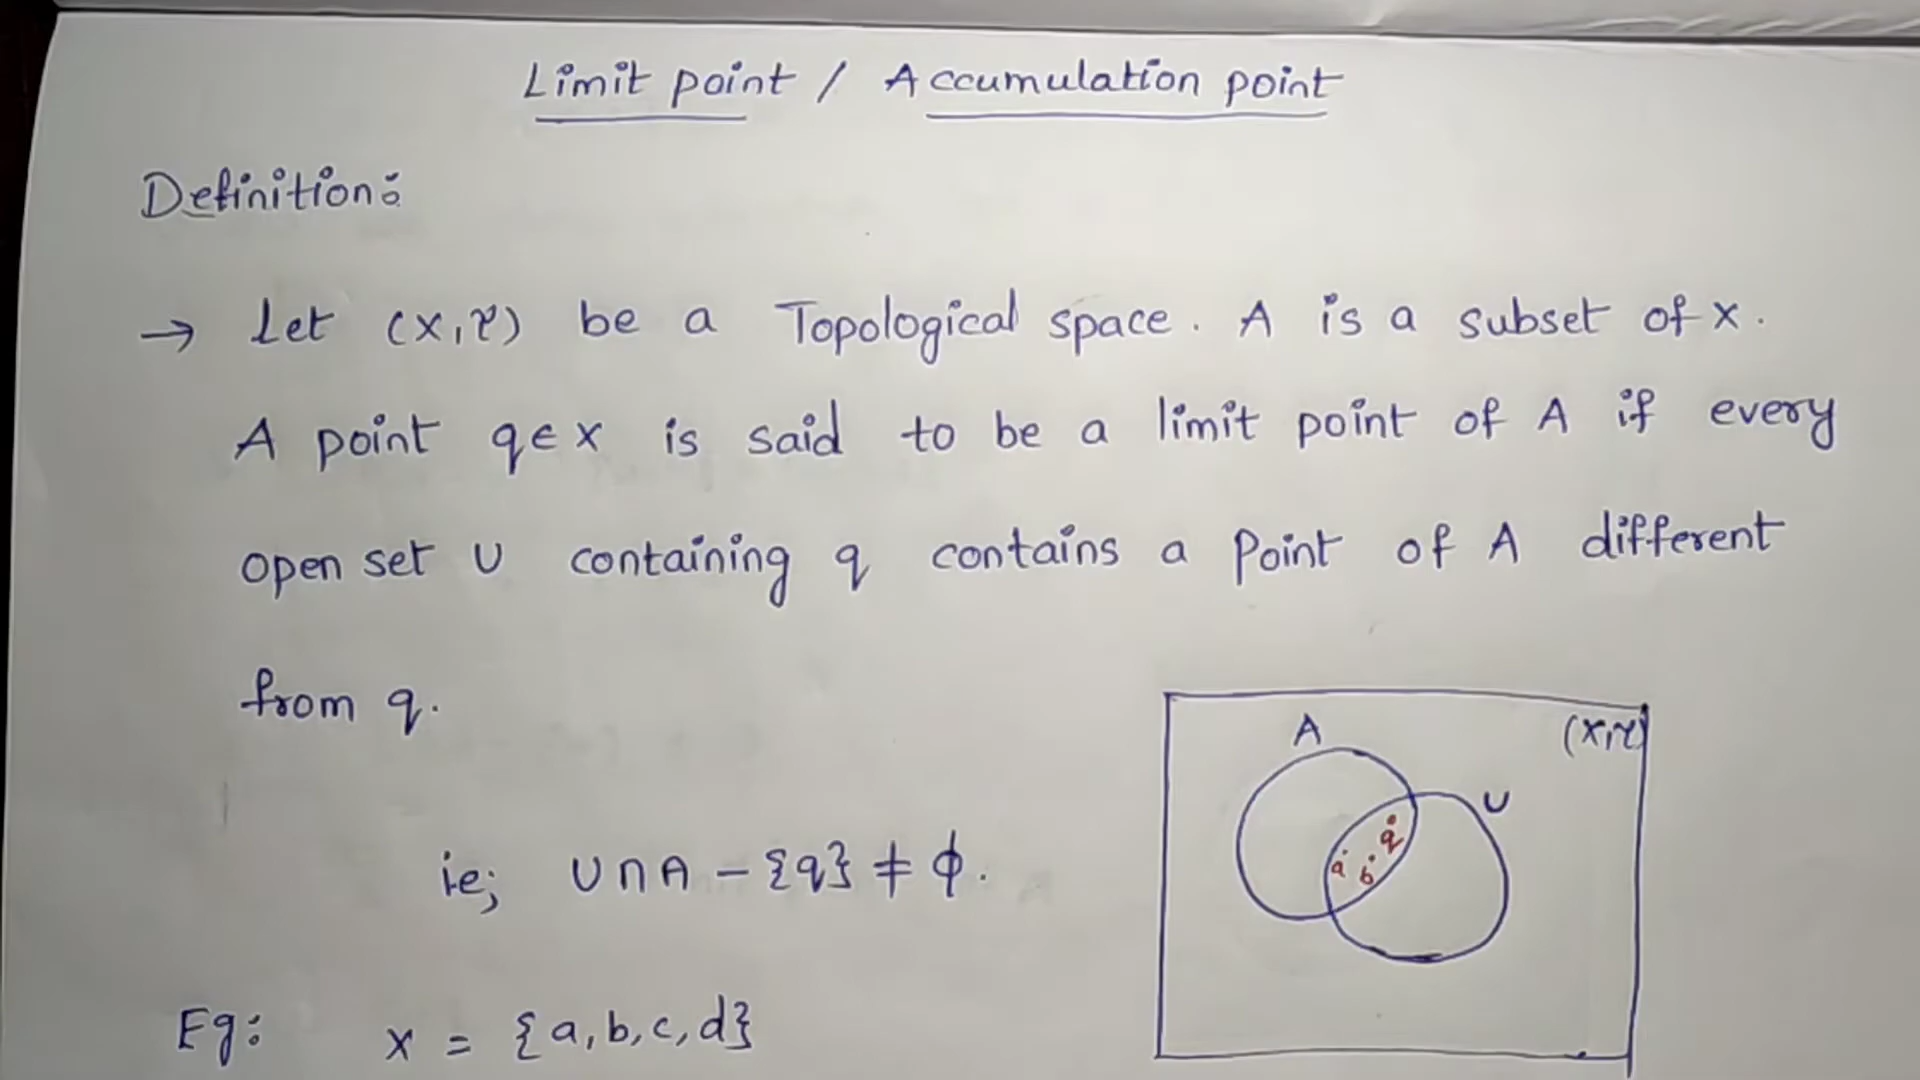 Limit point / Accumulation point
Definition:
→ Let (X,τ) be a Topological space. A is a subset of X.
A point q∈X is said to be a limit point of A if every
open set U containing q contains a Point of A different
from q.
ie; U∩A - {q} ≠ ϕ.
A
(X,τ)
U
q
a b
Eg: X = {a,b,c,d}